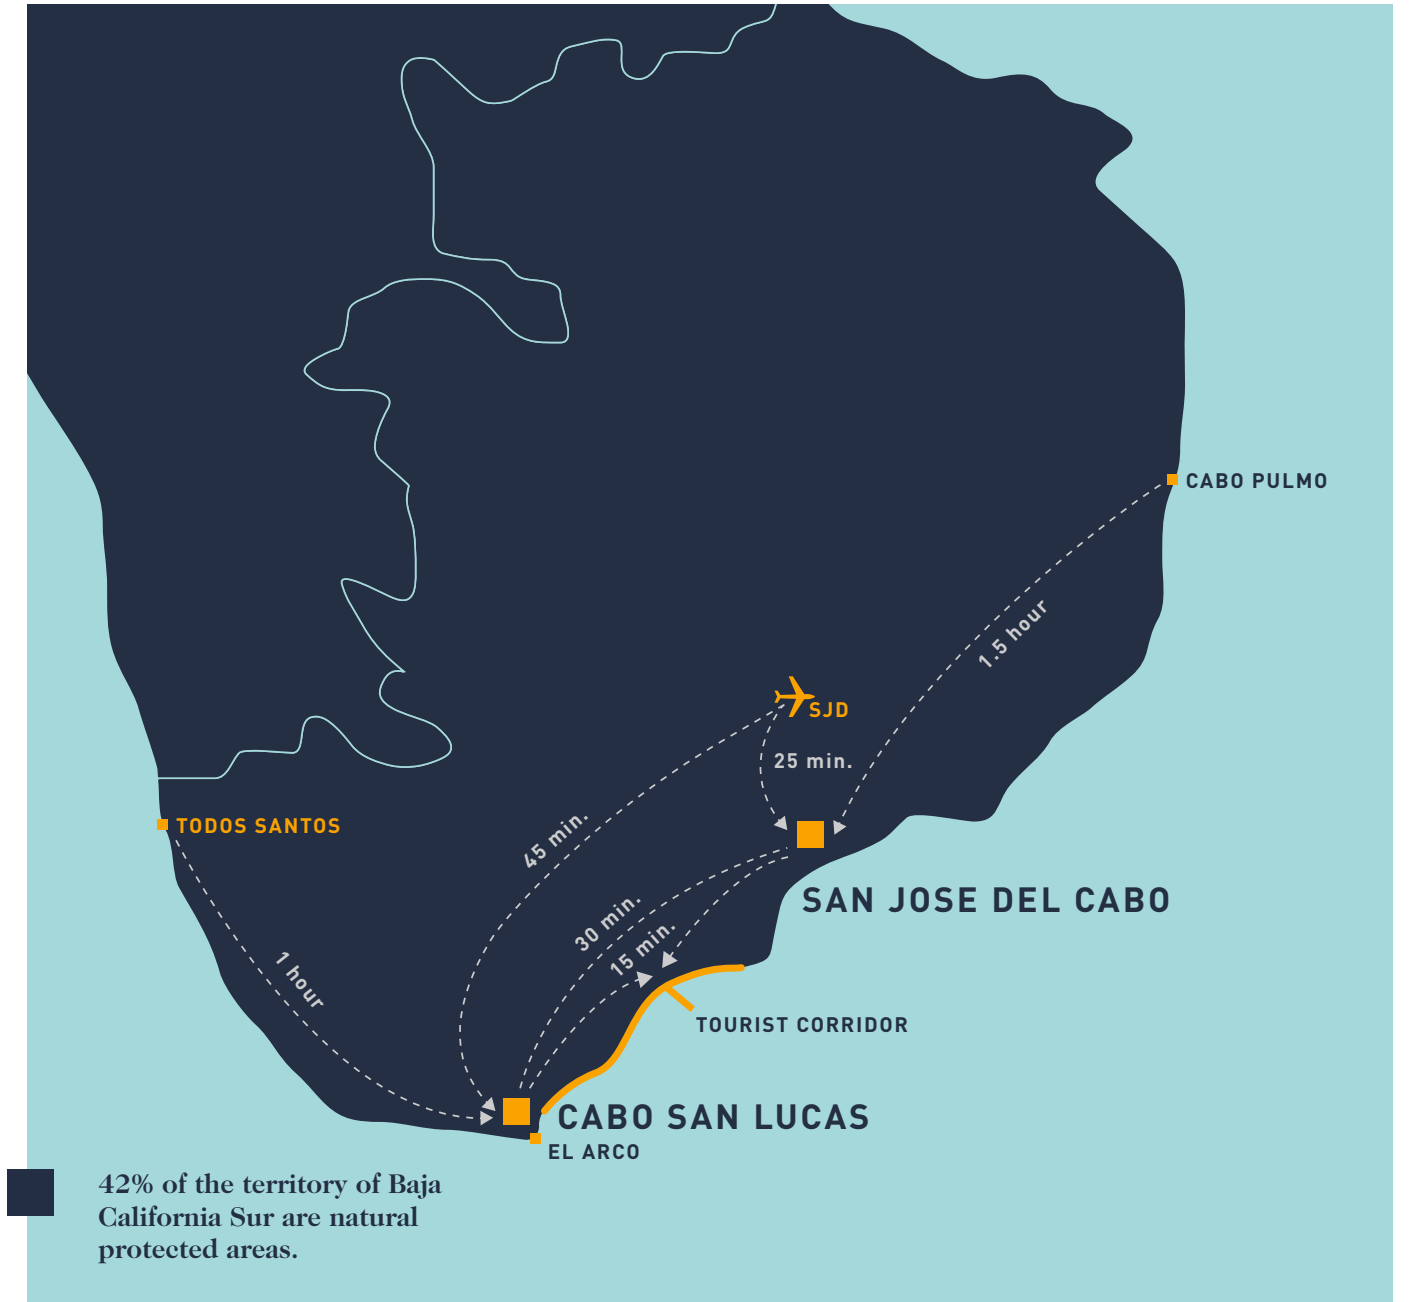 CABO PULMO
1.5 hour
SJD
25 min.
TODOS SANTOS
45 min.
SAN JOSE DEL CABO
30 min.
15 min.
1 hour
TOURIST CORRIDOR
CABO SAN LUCAS
EL ARCO
42% of the territory of Baja
California Sur are natural
protected areas.